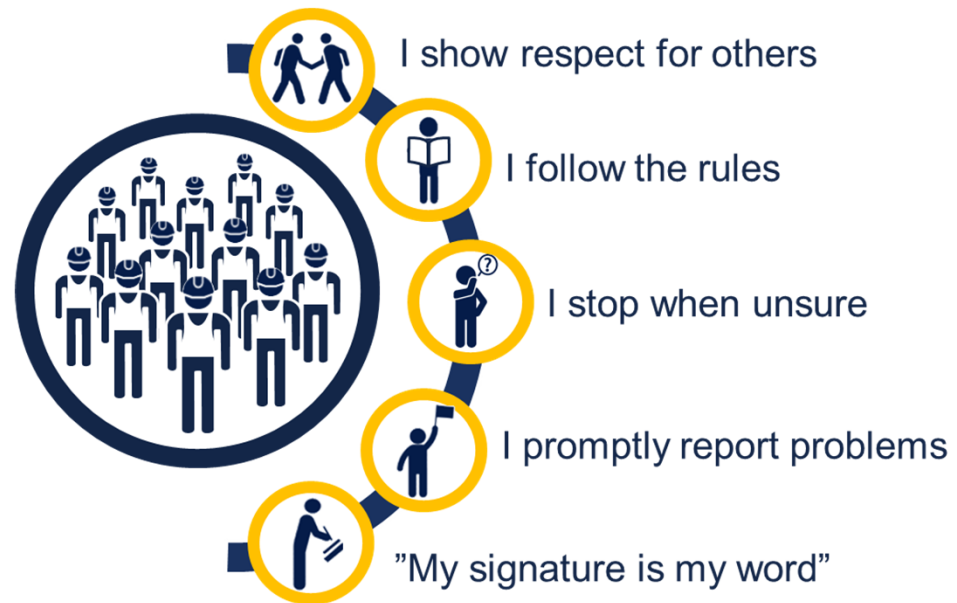 I show respect for others
I follow the rules
?
I stop when unsure
I promptly report problems
”My signature is my word”